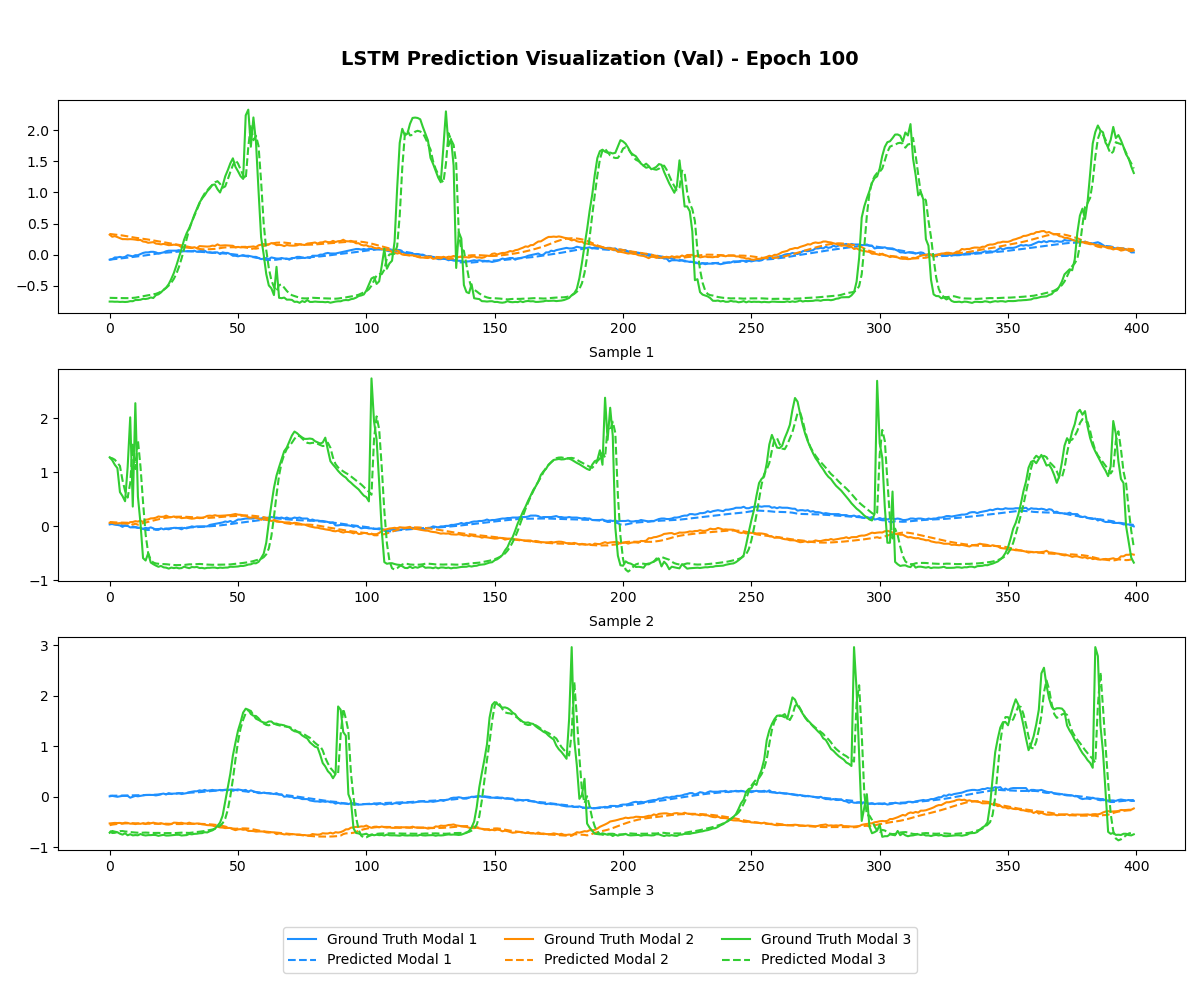 LSTM Prediction Visualization (Val) - Epoch 100
2.0
1.5
1.0
0.5
0.0
−0.5
0 50 100 150 200 250 300 350 400
Sample 1
2
1
0
−1
0 50 100 150 200 250 300 350 400
Sample 2
3
2
1
0
−1
0 50 100 150 200 250 300 350 400
Sample 3
Ground Truth Modal 1 Ground Truth Modal 2 Ground Truth Modal 3
Predicted Modal 1 Predicted Modal 2 Predicted Modal 3